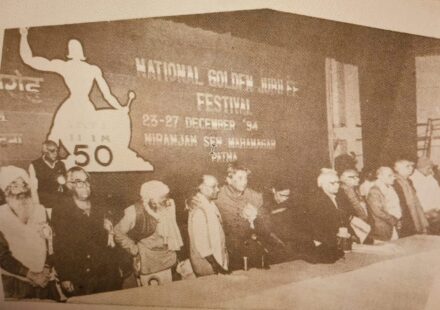 NATIONAL GOLDEN JUBILEE
FESTIVAL
23-27 DECEMBER '94
NIRANJAN SEN MAHANAGAR
PATNA
50